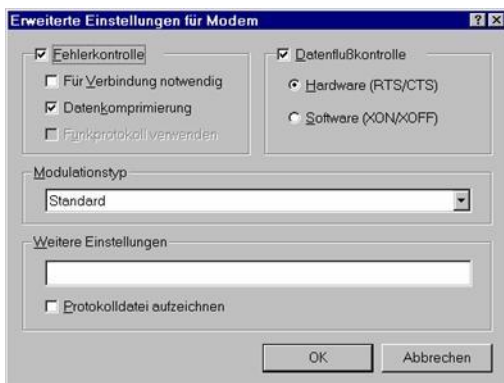 Erweiterte Einstellungen für Modem
Fehlerkontrolle
Für Verbindung notwendig
Datenkomprimierung
Funkprotokoll verwenden
Datenflußkontrolle
Hardware (RTS/CTS)
Software (XON/XOFF)
Modulationstyp
Standard
Weitere Einstellungen
Protokolldatei aufzeichnen
OK
Abbrechen